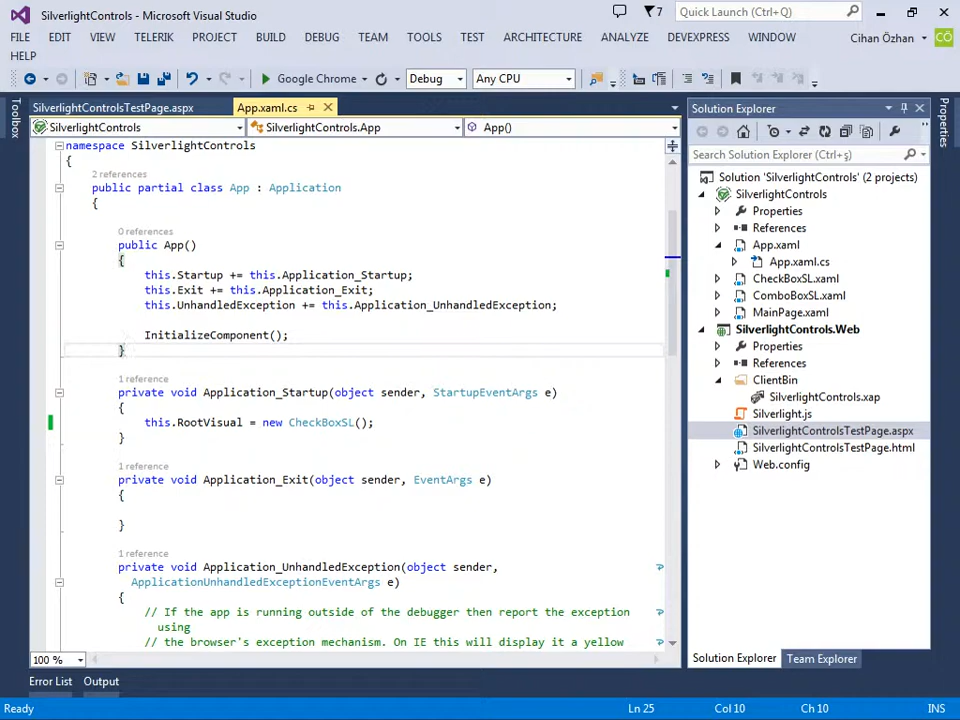 SilverlightControls - Microsoft Visual Studio
7
Quick Launch (Ctrl+Q)
FILE EDIT VIEW TELERIK PROJECT BUILD DEBUG TEAM TOOLS TEST ARCHITECTURE ANALYZE DEVEXPRESS WINDOW
Cihan Özhan CÖ
HELP
Google Chrome Debug Any CPU
SilverlightControlsTestPage.aspx App.xaml.cs
SilverlightControls SilverlightControls.App App()
Toolbox
namespace SilverlightControls
{
2 references
public partial class App : Application
{
0 references
public App()
{
this.Startup += this.Application_Startup;
this.Exit += this.Application_Exit;
this.UnhandledException += this.Application_UnhandledException;
InitializeComponent();
}
1 reference
private void Application_Startup(object sender, StartupEventArgs e)
{
this.RootVisual = new CheckBoxSL();
}
1 reference
private void Application_Exit(object sender, EventArgs e)
{
}
1 reference
private void Application_UnhandledException(object sender,
ApplicationUnhandledExceptionEventArgs e)
{
// If the app is running outside of the debugger then report the exception
using
// the browser's exception mechanism. On IE this will display it a yellow
100 %
Solution Explorer
Search Solution Explorer (Ctrl+ş)
Solution 'SilverlightControls' (2 projects)
SilverlightControls
Properties
References
App.xaml
App.xaml.cs
CheckBoxSL.xaml
ComboBoxSL.xaml
MainPage.xaml
SilverlightControls.Web
Properties
References
ClientBin
SilverlightControls.xap
Silverlight.js
SilverlightControlsTestPage.aspx
SilverlightControlsTestPage.html
Web.config
Solution Explorer Team Explorer
Properties
Error List Output
Ready Ln 25 Col 10 Ch 10 INS